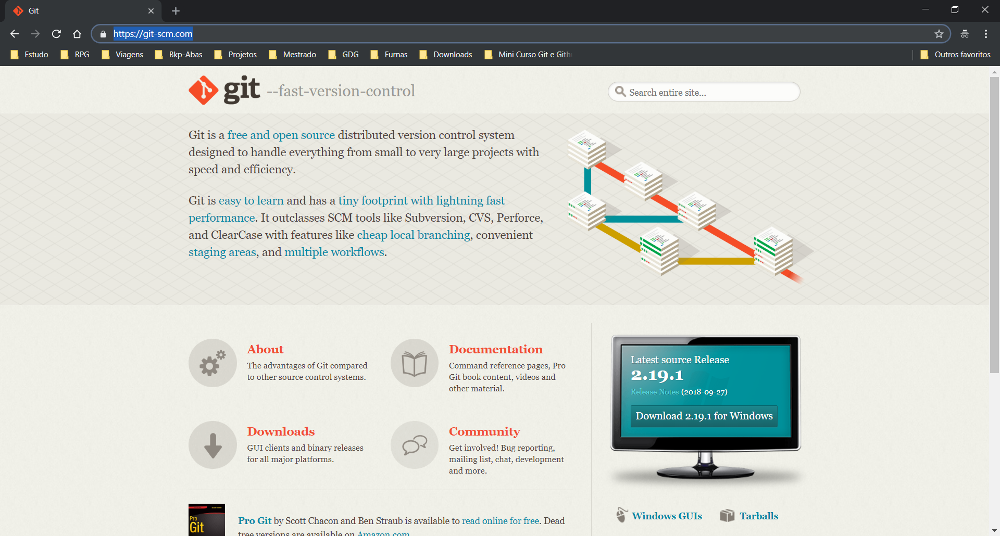 Git
https://git-scm.com
Estudo
RPG
Viagens
Bkp-Abas
Projetos
Mestrado
GDG
Furnas
Downloads
Mini Curso Git e Gith
Outros favoritos
git --fast-version-control
Search entire site...
Git is a free and open source distributed version control system
designed to handle everything from small to very large projects with
speed and efficiency.
Git is easy to learn and has a tiny footprint with lightning fast
performance. It outclasses SCM tools like Subversion, CVS, Perforce,
and ClearCase with features like cheap local branching, convenient
staging areas, and multiple workflows.
About
The advantages of Git compared
to other source control systems.
Documentation
Command reference pages, Pro
Git book content, videos and
other material.
Downloads
GUI clients and binary releases
for all major platforms.
Community
Get involved! Bug reporting,
mailing list, chat, development
and more.
Latest source Release
2.19.1
Release Notes (2018-09-27)
Download 2.19.1 for Windows
Windows GUIs
Tarballs
Pro
Git
Pro Git by Scott Chacon and Ben Straub is available to read online for free. Dead
tree versions are available on Amazon.com.